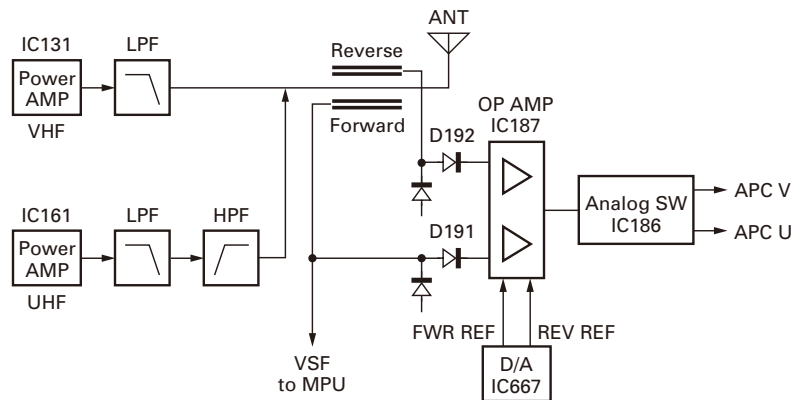 ANT
IC131
LPF
Reverse
Power
AMP
VHF
Forward
OP AMP
IC187
D192
Analog SW
IC186
APC V
APC U
IC161
LPF
HPF
Power
AMP
UHF
D191
VSF
to MPU
FWR REF
REV REF
D/A
IC667